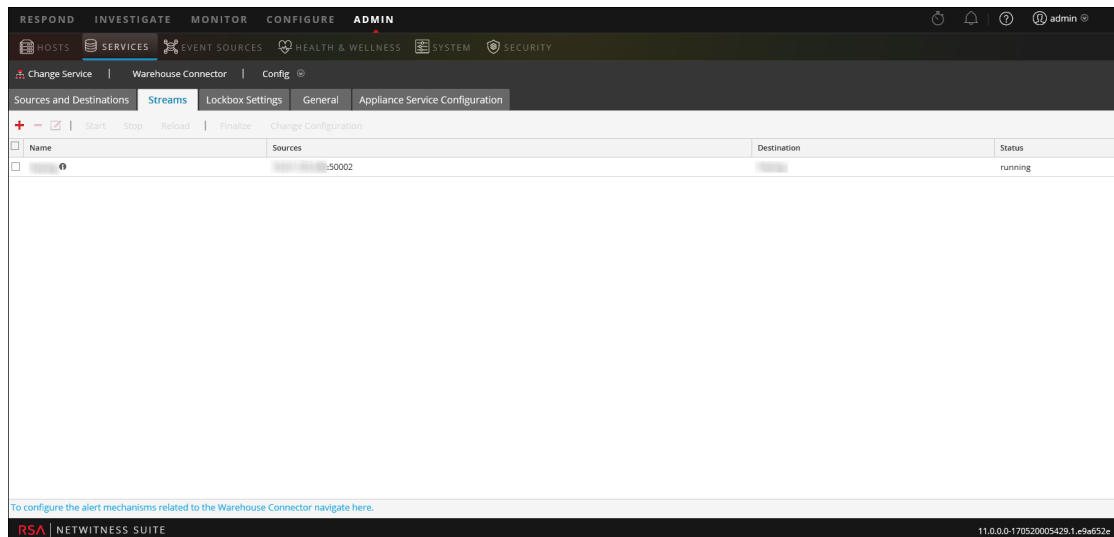 RESPOND INVESTIGATE MONITOR CONFIGURE ADMIN admin
HOSTS SERVICES EVENT SOURCES HEALTH & WELLNESS SYSTEM SECURITY
Change Service | Warehouse Connector | Config
Sources and Destinations Streams Lockbox Settings General Appliance Service Configuration
Start Stop Reload | Finalize Change Configuration
Name Sources Destination Status
:50002 running
To configure the alert mechanisms related to the Warehouse Connector navigate here.
RSA | NETWITNESS SUITE 11.0.0.0-170520005429.1.e9a652e